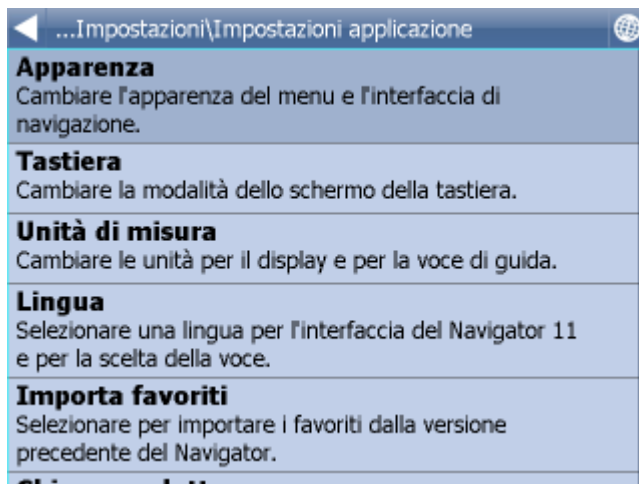 ...Impostazioni\Impostazioni applicazione
Apparenza
Cambiare l'apparenza del menu e l'interfaccia di
navigazione.
Tastiera
Cambiare la modalità dello schermo della tastiera.
Unità di misura
Cambiare le unità per il display e per la voce di guida.
Lingua
Selezionare una lingua per l'interfaccia del Navigator 11
e per la scelta della voce.
Importa favoriti
Selezionare per importare i favoriti dalla versione
precedente del Navigator.